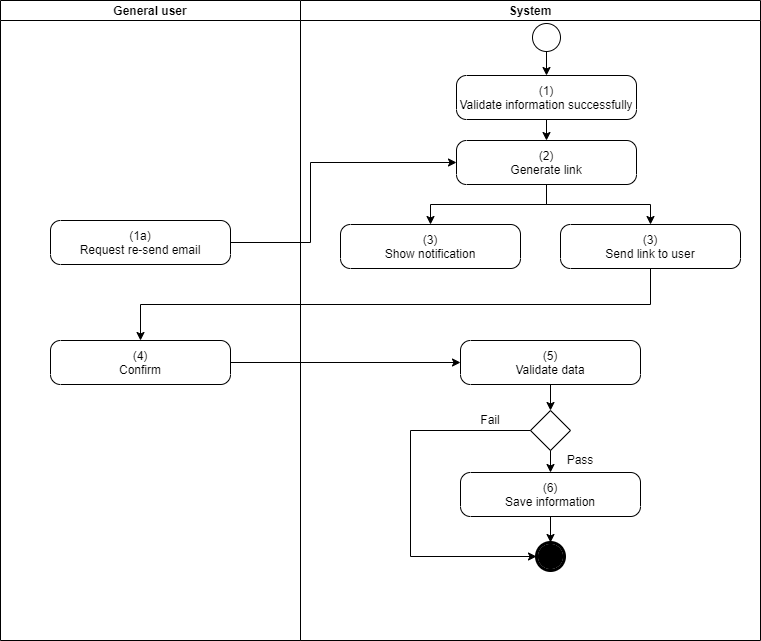 General user
System
(1)
Validate information successfully
(2)
Generate link
(1a)
Request re-send email
(3)
Show notification
(3)
Send link to user
(4)
Confirm
(5)
Validate data
Fail
Pass
(6)
Save information